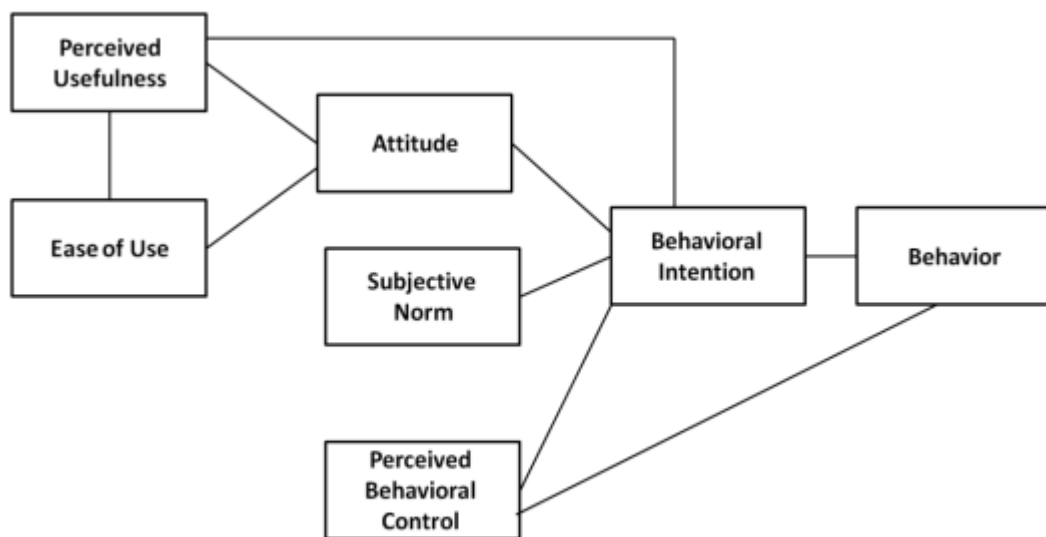 Perceived
Usefulness
Attitude
Ease of Use
Subjective
Norm
Behavioral
Intention
Behavior
Perceived
Behavioral
Control